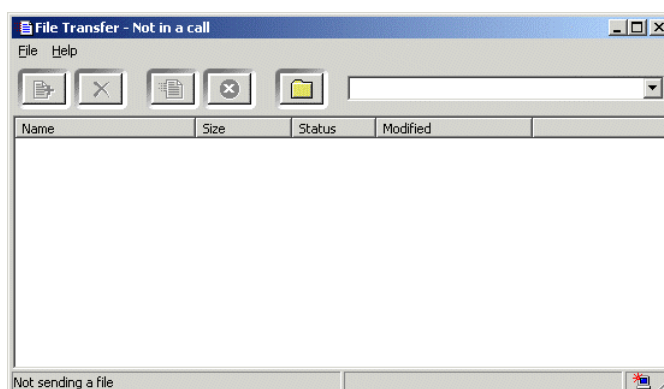 File Transfer - Not in a call
File Help
Name Size Status Modified
Not sending a file